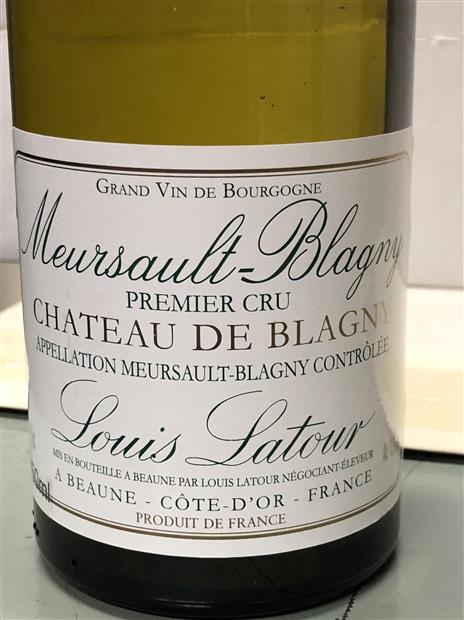 GRAND VIN DE BOURGOGNE
Meursault-Blagny
PREMIER CRU
CHATEAU DE BLAGNY
APPELLATION MEURSAULT-BLAGNY CONTRÔLÉE
Louis Latour
MIS EN BOUTEILLE A BEAUNE PAR LOUIS LATOUR NÉGOCIANT-ÉLEVEUR
A BEAUNE - CÔTE-D'OR - FRANCE
PRODUIT DE FRANCE